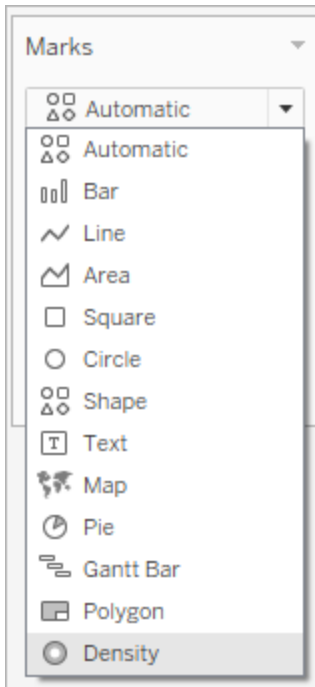 Marks
Automatic
Automatic
Bar
Line
Area
Square
Circle
Shape
T Text
Map
Pie
Gantt Bar
Polygon
Density